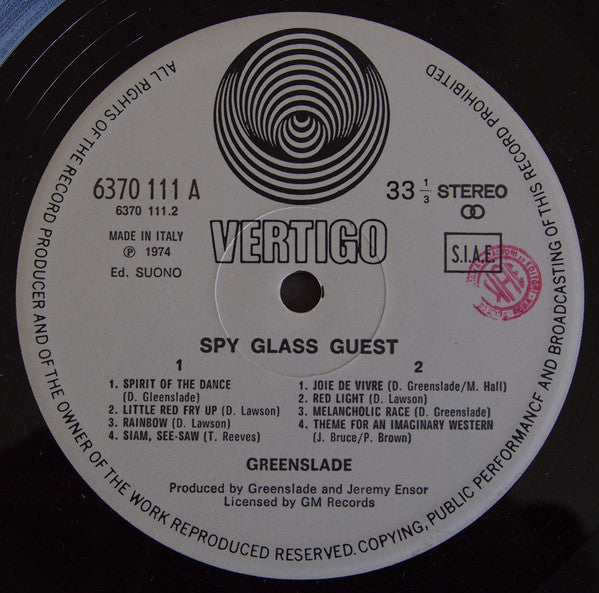 ALL RIGHTS OF THE RECORD PRODUCER AND OF THE OWNER OF THE WORK REPRODUCED RESERVED. COPYING, PUBLIC PERFORMANCE AND BROADCASTING OF THIS RECORD PROHIBITED
6370 111 A
6370 111.2
33 1/3 STEREO
VERTIGO
MADE IN ITALY
℗ 1974
Ed. SUONO
S.I.A.E.
SPY GLASS GUEST
1
1. SPIRIT OF THE DANCE
(D. Gleenslade)
2. LITTLE RED FRY UP (D. Lawson)
3. RAINBOW (D. Lawson)
4. SIAM, SEE-SAW (T. Reeves)
2
1. JOIE DE VIVRE (D. Greenslade/M. Hall)
2. RED LIGHT (D. Lawson)
3. MELANCHOLIC RACE (D. Greenslade)
4. THEME FOR AN IMAGINARY WESTERN
(J. Bruce/P. Brown)
GREENSLADE
Produced by Greenslade and Jeremy Ensor
Licensed by GM Records